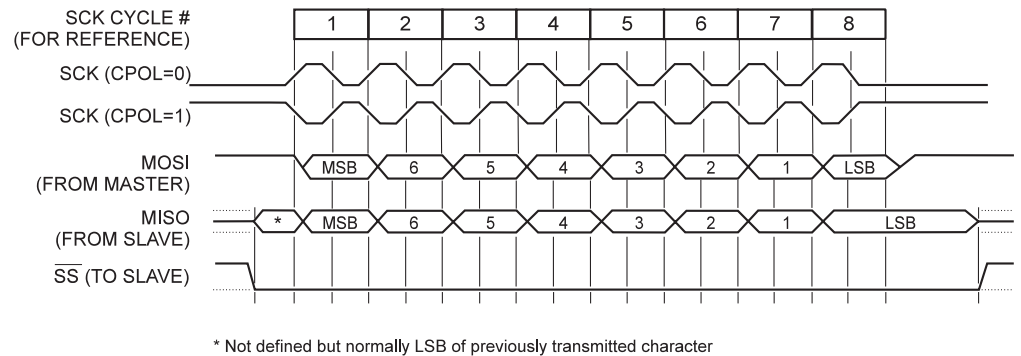 SCK CYCLE # 1 2 3 4 5 6 7 8
(FOR REFERENCE)
SCK (CPOL=0)
SCK (CPOL=1)
MOSI MSB 6 5 4 3 2 1 LSB
(FROM MASTER)
MISO * MSB 6 5 4 3 2 1 LSB
(FROM SLAVE)
SS (TO SLAVE)
* Not defined but normally LSB of previously transmitted character